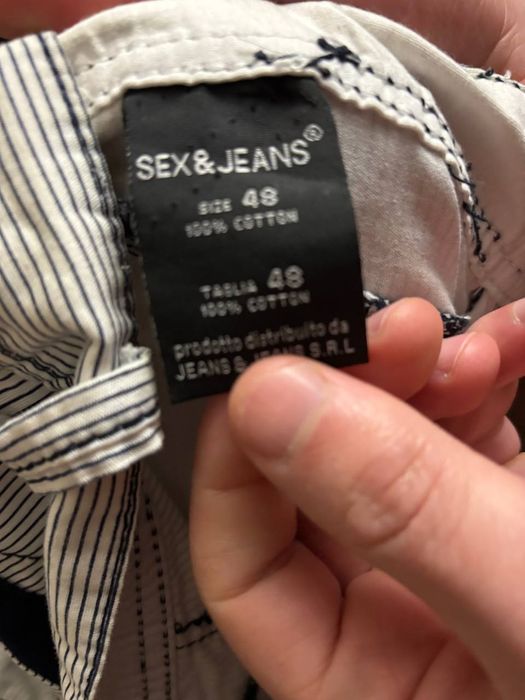 SEX&JEANS®
SIZE 48
100% COTTON
TAGLIA 48
100% COTTON
prodotto distribuito da
JEANS & JEANS S.R.L